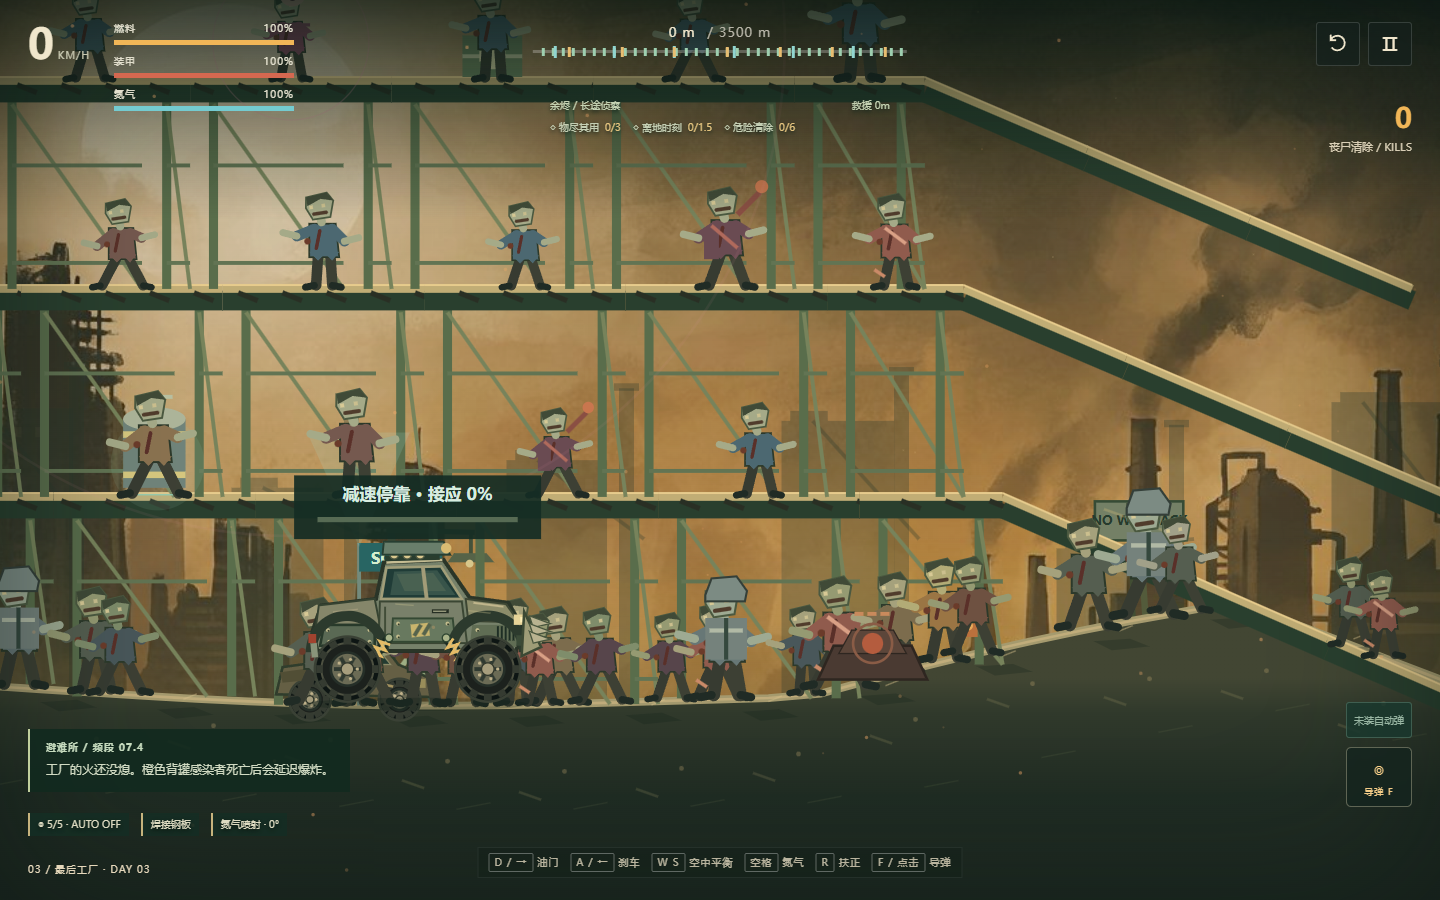 0 KM/H
燃料 100%
装甲 100%
氮气 100%
0 m / 3500 m
余烬 / 长途侦察 救援 0m
物尽其用 0/3 离地时刻 0/1.5 危险清除 0/6
0
丧尸清除 / KILLS
减速停靠 • 接应 0%
S
NO W
避难所 / 频段 07.4
工厂的火还没熄。橙色背罐感染者死亡后会延迟爆炸。
5/5 · AUTO OFF 焊接钢板 氮气喷射 · 0°
03 / 最后工厂 · DAY 03
D / → 油门 A / ← 刹车 W S 空中平衡 空格 氮气 R 扶正 F / 点击 导弹
未装自动弹
导弹 F